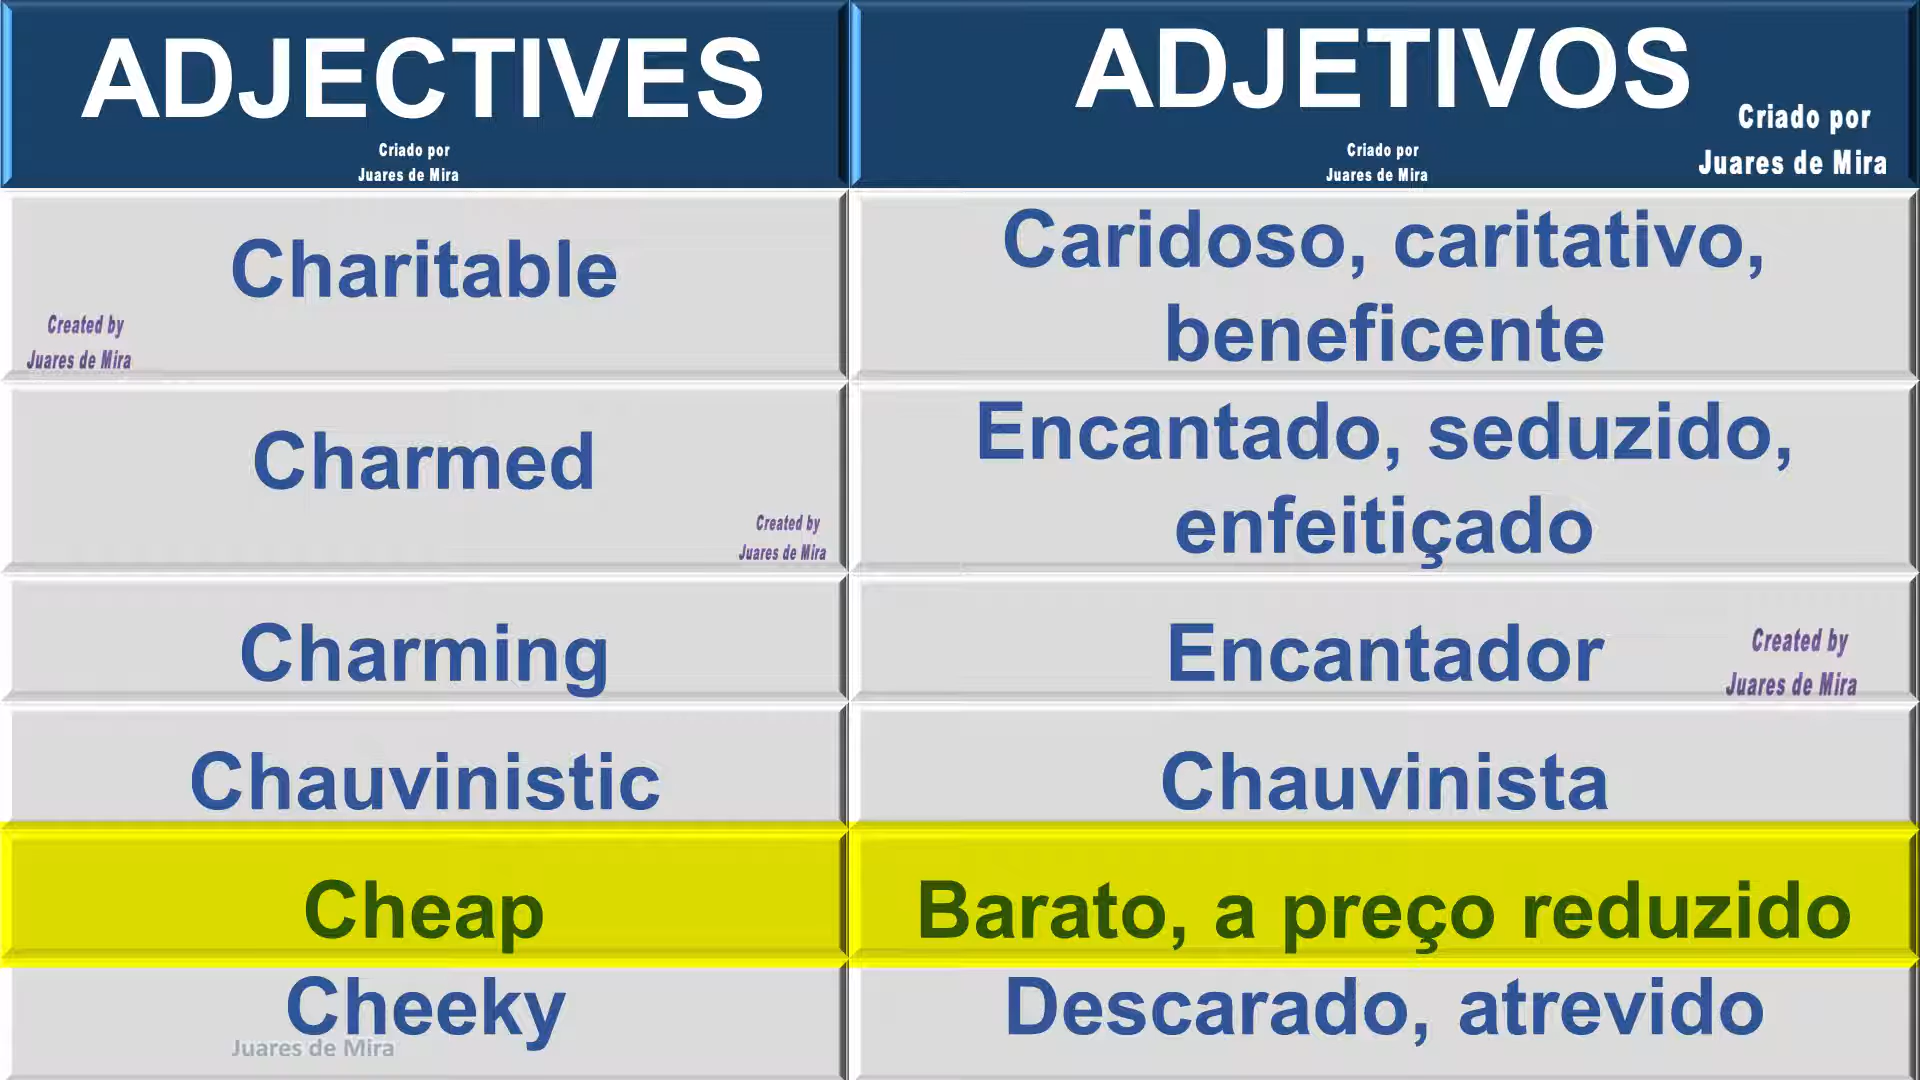 ADJECTIVES
Criado por
Juares de Mira
ADJETIVOS
Criado por
Juares de Mira
Criado por
Juares de Mira
Charitable
Created by
Juares de Mira
Caridoso, caritativo,
beneficente
Charmed
Created by
Juares de Mira
Encantado, seduzido,
enfeitiçado
Charming
Encantador
Created by
Juares de Mira
Chauvinistic
Chauvinista
Cheap
Barato, a preço reduzido
Cheeky
Juares de Mira
Descarado, atrevido